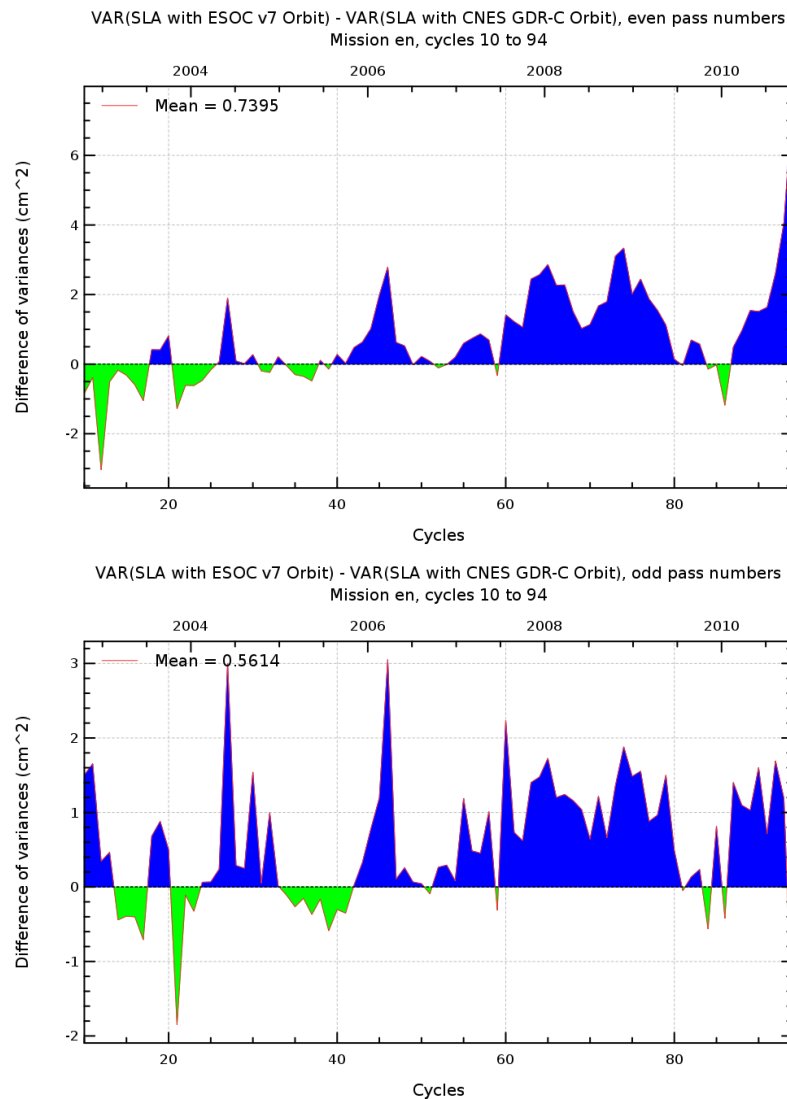 VAR(SLA with ESOC v7 Orbit) - VAR(SLA with CNES GDR-C Orbit), even pass numbers
Mission en, cycles 10 to 94
2004 2006 2008 2010
Mean = 0.7395
Difference of variances (cm^2)
6
4
2
0
-2
20 40 60 80
Cycles
VAR(SLA with ESOC v7 Orbit) - VAR(SLA with CNES GDR-C Orbit), odd pass numbers
Mission en, cycles 10 to 94
2004 2006 2008 2010
Mean = 0.5614
Difference of variances (cm^2)
3
2
1
0
-1
-2
20 40 60 80
Cycles